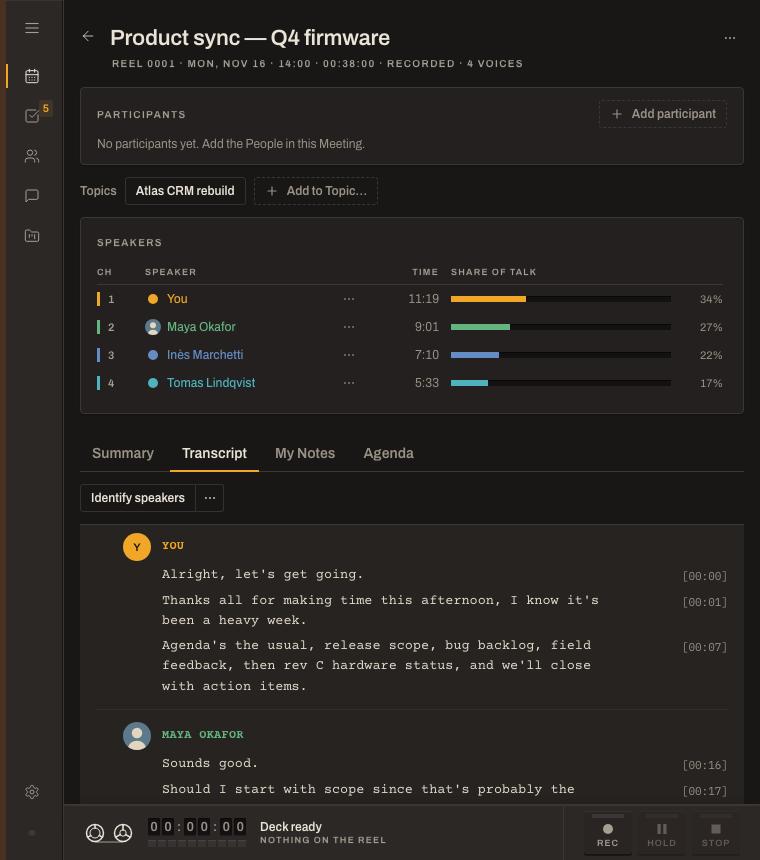 Product sync — Q4 firmware
REEL 0001 · MON, NOV 16 · 14:00 · 00:38:00 · RECORDED · 4 VOICES
5
PARTICIPANTS
Add participant
No participants yet. Add the People in this Meeting.
Topics Atlas CRM rebuild Add to Topic...
SPEAKERS
CH SPEAKER TIME SHARE OF TALK
1 You 11:19 34%
2 Maya Okafor 9:01 27%
3 Inès Marchetti 7:10 22%
4 Tomas Lindqvist 5:33 17%
Summary Transcript My Notes Agenda
Identify speakers
Y YOU
Alright, let's get going. [00:00]
Thanks all for making time this afternoon, I know it's [00:01]
been a heavy week.
Agenda's the usual, release scope, bug backlog, field [00:07]
feedback, then rev C hardware status, and we'll close
with action items.
MAYA OKAFOR
Sounds good. [00:16]
Should I start with scope since that's probably the [00:17]
00:00:00 Deck ready
NOTHING ON THE REEL
REC HOLD STOP